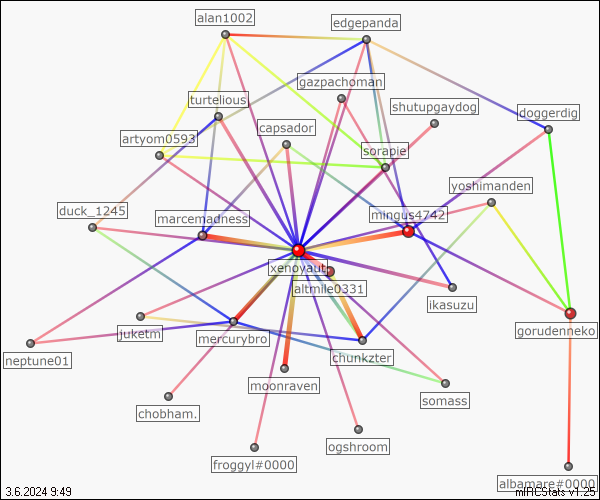 alan1002
edgepanda
gazpachoman
turtelious
shutupgaydog
doggerdig
capsador
artyom0593
sorapie
yoshimanden
duck_1245
marcemadness
mingus4742
xenoyaut
altmile0331
ikasuzu
juketm
mercurybro
gorudenneko
neptune01
chunkzter
moonraven
somass
chobham.
ogshroom
froggyl#0000
albamare#0000
3.6.2024 9:49
mIRCStats v1.25